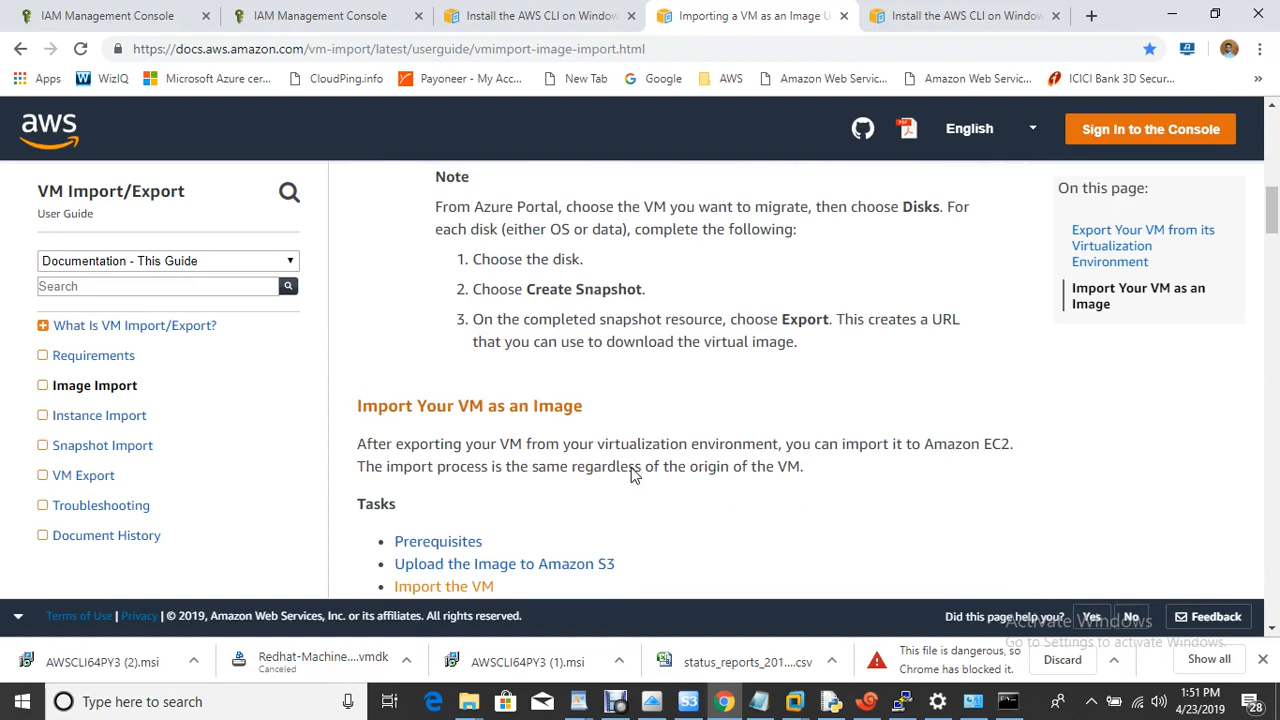 IAM Management Console
IAM Management Console
Install the AWS CLI on Window
Importing a VM as an Image U
Install the AWS CLI on Window
https://docs.aws.amazon.com/vm-import/latest/userguide/vmimport-image-import.html
Apps
WizIQ
Microsoft Azure cer...
CloudPing.info
Payoneer - My Acc...
New Tab
Google
AWS
Amazon Web Servic...
Amazon Web Servic...
ICICI Bank 3D Secur...
aws
PDF
English
Sign In to the Console
VM Import/Export
User Guide
Documentation - This Guide
Search
What Is VM Import/Export?
Requirements
Image Import
Instance Import
Snapshot Import
VM Export
Troubleshooting
Document History
Note
From Azure Portal, choose the VM you want to migrate, then choose Disks. For
each disk (either OS or data), complete the following:
1. Choose the disk.
2. Choose Create Snapshot.
3. On the completed snapshot resource, choose Export. This creates a URL
that you can use to download the virtual image.
Import Your VM as an Image
After exporting your VM from your virtualization environment, you can import it to Amazon EC2.
The import process is the same regardless of the origin of the VM.
Tasks
• Prerequisites
• Upload the Image to Amazon S3
• Import the VM
On this page:
Export Your VM from its
Virtualization
Environment
Import Your VM as an
Image
Terms of Use | Privacy | © 2019, Amazon Web Services, Inc. or its affiliates. All rights reserved.
Did this page help you?
Yes
No
Feedback
Activate Windows
Go to Settings to activate Windows.
AWSCLI64PY3 (2).msi
Redhat-Machine....vmdk
Canceled
AWSCLI64PY3 (1).msi
status_reports_201....csv
This file is dangerous, so
Chrome has blocked it.
Discard
Show all
Type here to search
S3
1:51 PM
4/23/2019
28